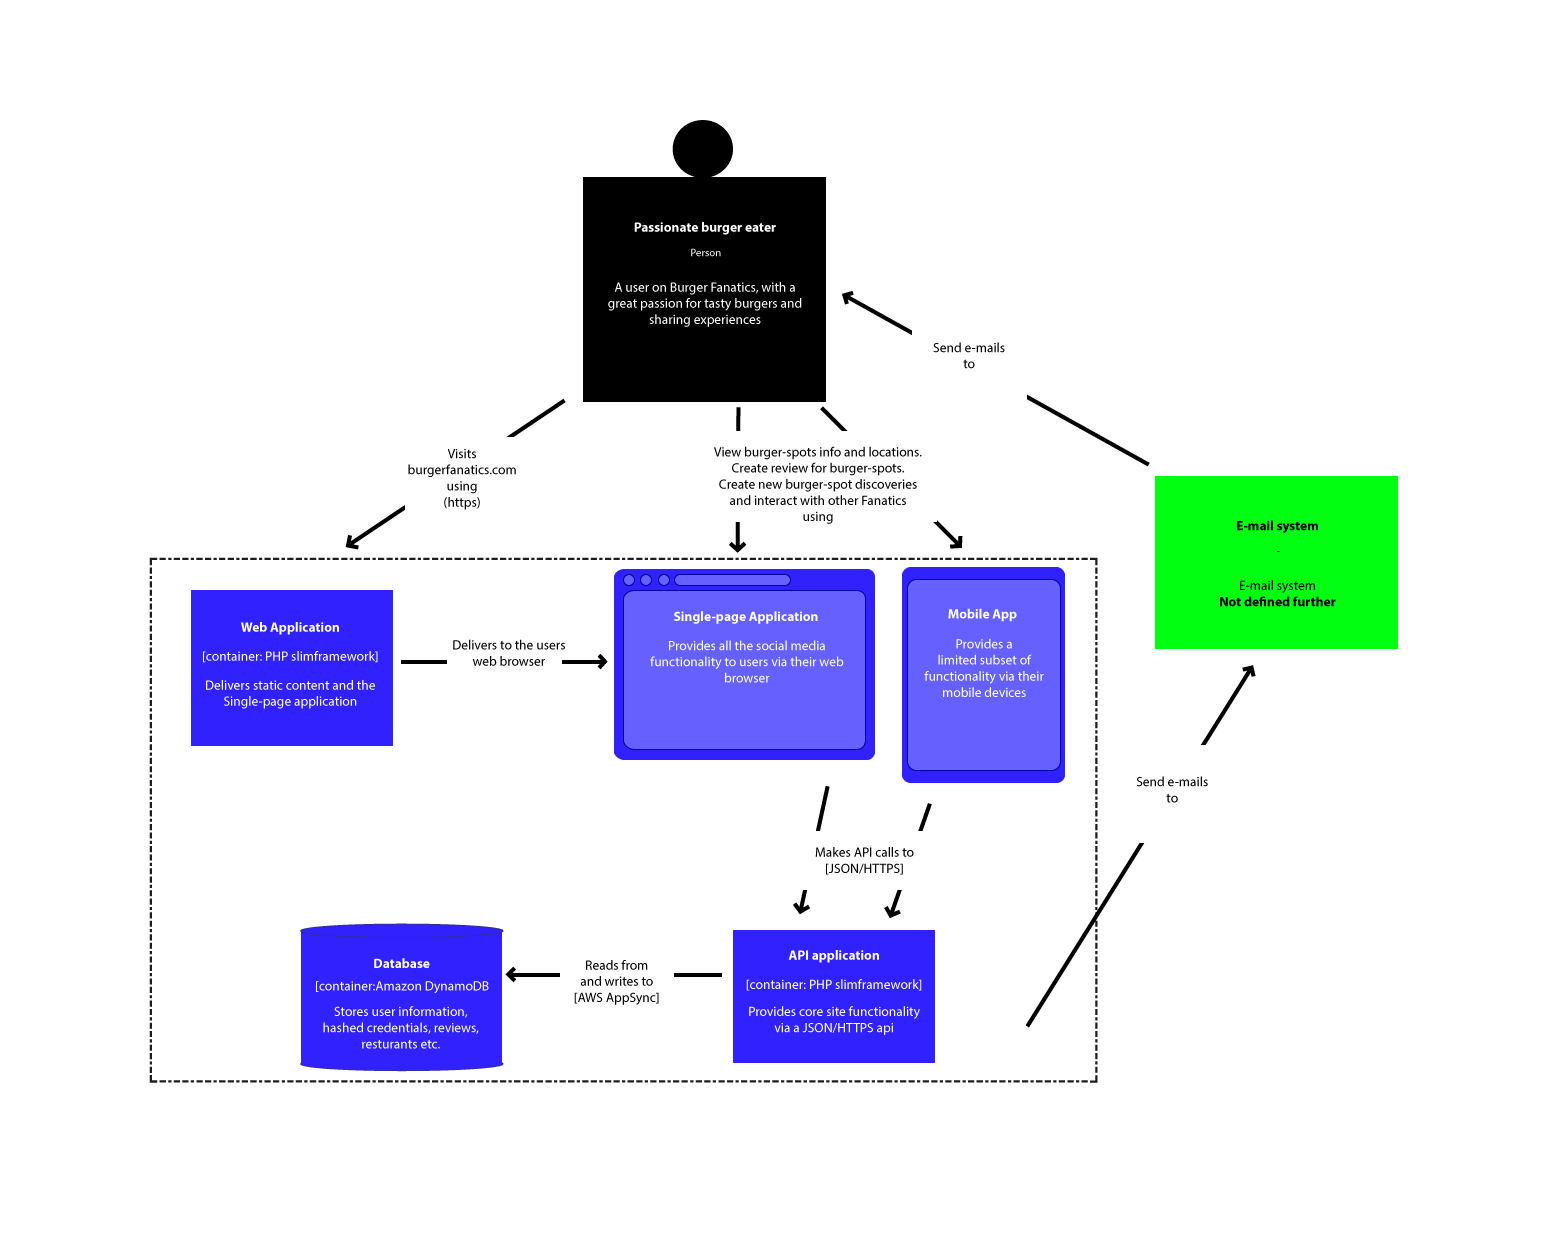 Passionate burger eater
Person
A user on Burger Fanatics, with a
great passion for tasty burgers and
sharing experiences
Send e-mails
to
Visits
burgerfanatics.com
using
(https)
View burger-spots info and locations.
Create review for burger-spots.
Create new burger-spot discoveries
and interact with other Fanatics
using
E-mail system
-
E-mail system
Not defined further
Web Application
[container: PHP slimframework]
Delivers static content and the
Single-page application
Delivers to the users
web browser
Single-page Application
Provides all the social media
functionality to users via their web
browser
Mobile App
Provides a
limited subset of
functionality via their
mobile devices
Send e-mails
to
Makes API calls to
[JSON/HTTPS]
Database
[container:Amazon DynamoDB
Stores user information,
hashed credentials, reviews,
resturants etc.
Reads from
and writes to
[AWS AppSync]
API application
[container: PHP slimframework]
Provides core site functionality
via a JSON/HTTPS api